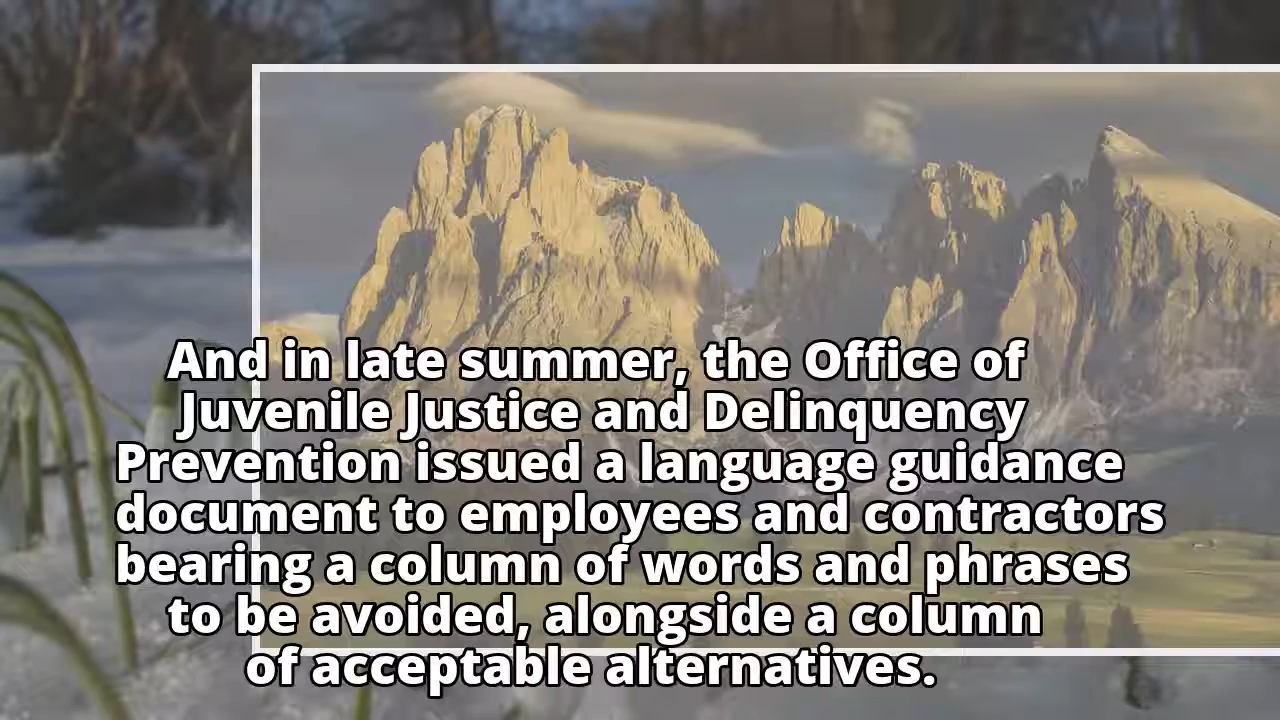 And in late summer, the Office of
Juvenile Justice and Delinquency
Prevention issued a language guidance
document to employees and contractors
bearing a column of words and phrases
to be avoided, alongside a column
of acceptable alternatives.